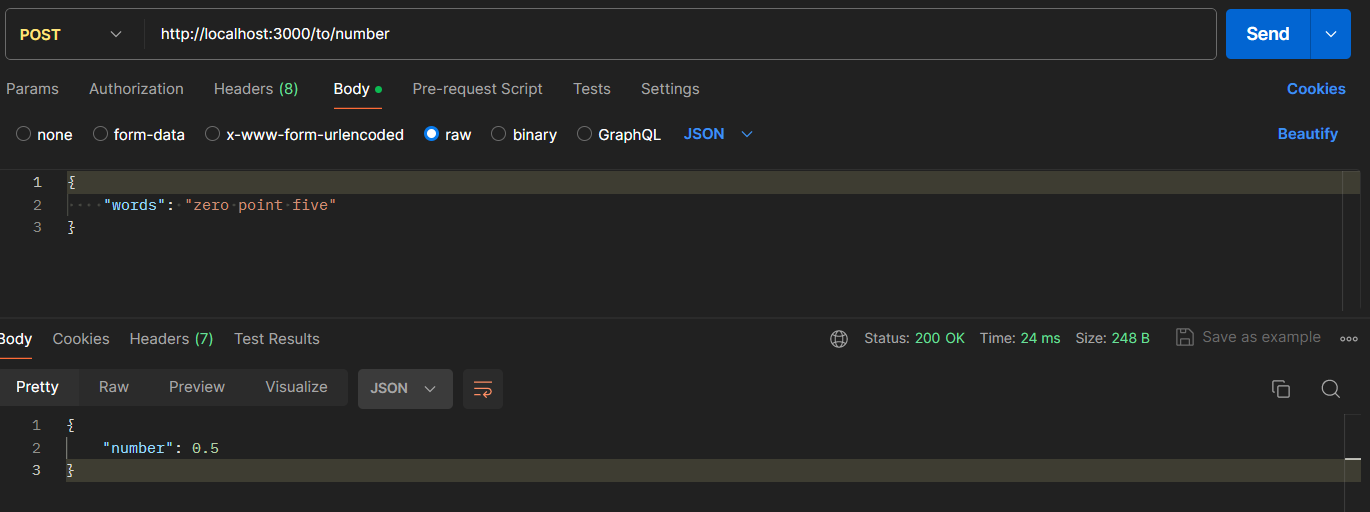 POST http://localhost:3000/to/number Send
Params Authorization Headers (8) Body Pre-request Script Tests Settings Cookies
none form-data x-www-form-urlencoded raw binary GraphQL JSON Beautify
1 {
2 "words": "zero point five"
3 }
Body Cookies Headers (7) Test Results Status: 200 OK Time: 24 ms Size: 248 B Save as example
Pretty Raw Preview Visualize JSON
1 {
2 "number": 0.5
3 }